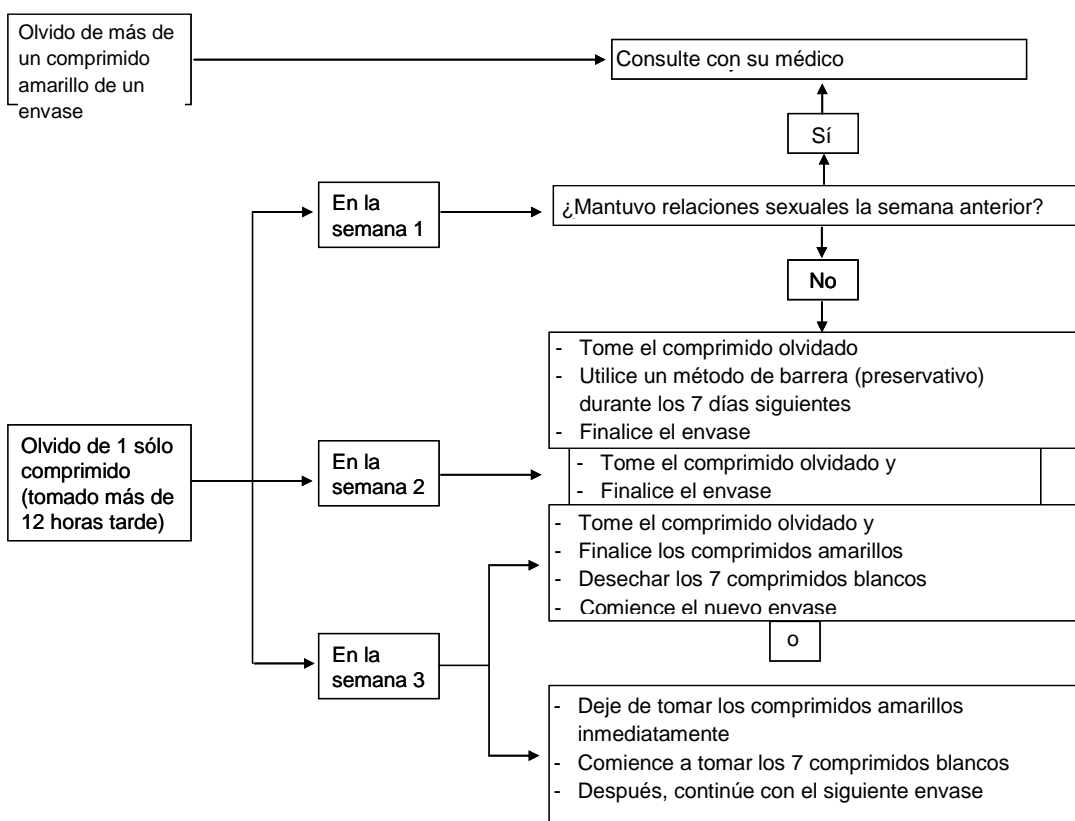 Olvido de más de
un comprimido
amarillo de un
envase
Consulte con su médico
Sí
En la
semana 1
¿Mantuvo relaciones sexuales la semana anterior?
No
- Tome el comprimido olvidado
- Utilice un método de barrera (preservativo)
durante los 7 días siguientes
- Finalice el envase
Olvido de 1 sólo
comprimido
(tomado más de
12 horas tarde)
En la
semana 2
- Tome el comprimido olvidado y
- Finalice el envase
- Tome el comprimido olvidado y
- Finalice los comprimidos amarillos
- Desechar los 7 comprimidos blancos
- Comience el nuevo envase
o
En la
semana 3
- Deje de tomar los comprimidos amarillos
inmediatamente
- Comience a tomar los 7 comprimidos blancos
- Después, continúe con el siguiente envase